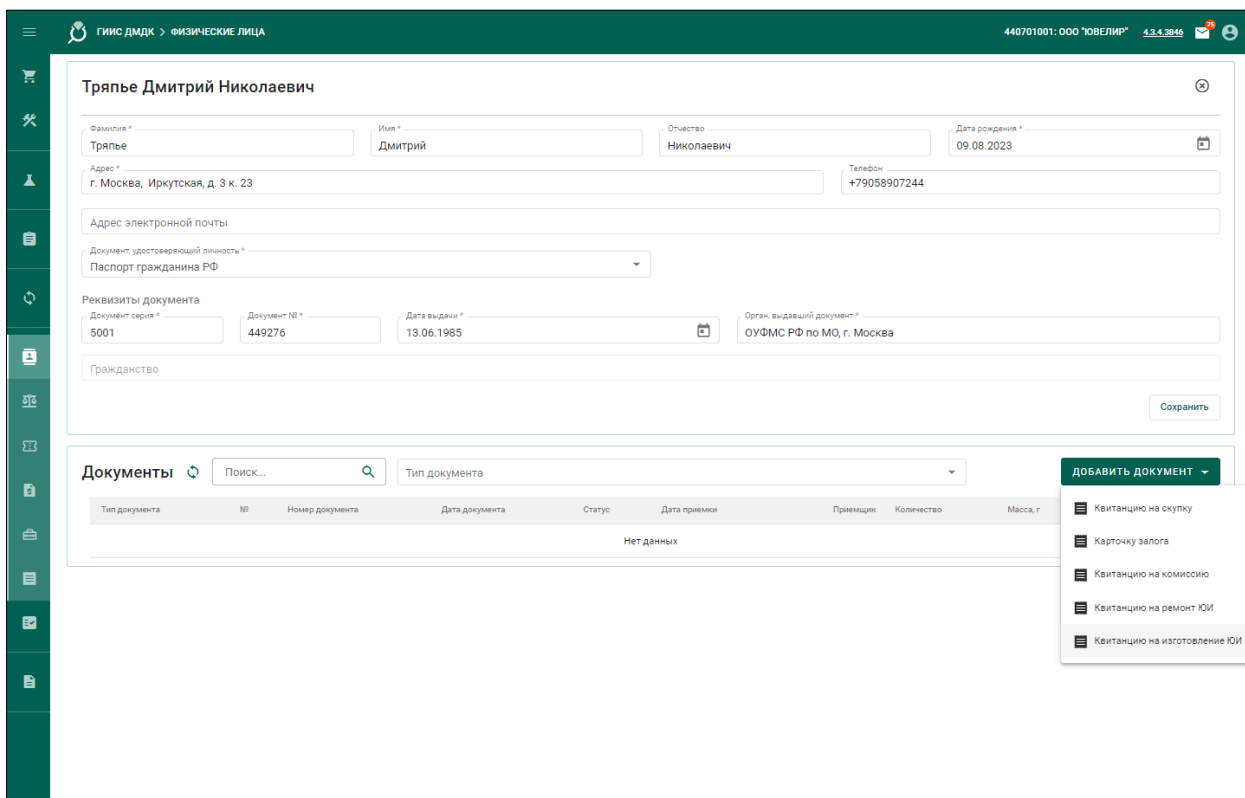 ГИИС ДМДК > ФИЗИЧЕСКИЕ ЛИЦА 440701001: ООО "ЮВЕЛИР" 4.3.4.3846 75
Тряпье Дмитрий Николаевич
Фамилия * Имя * Отчество Дата рождения *
Тряпье Дмитрий Николаевич 09.08.2023
Адрес * Телефон
г. Москва, Иркутская, д. 3 к. 23 +79058907244
Адрес электронной почты
Документ, удостоверяющий личность *
Паспорт гражданина РФ
Реквизиты документа
Документ серия * Документ № * Дата выдачи * Орган, выдавший документ *
5001 449276 13.06.1985 ОУФМС РФ по МО, г. Москва
Гражданство
Сохранить
Документы Поиск... Тип документа ДОБАВИТЬ ДОКУМЕНТ
Тип документа № Номер документа Дата документа Статус Дата приемки Приемщик Количество Масса, г
Нет данных
Квитанцию на скупку
Карточку залога
Квитанцию на комиссию
Квитанцию на ремонт ЮИ
Квитанцию на изготовление ЮИ